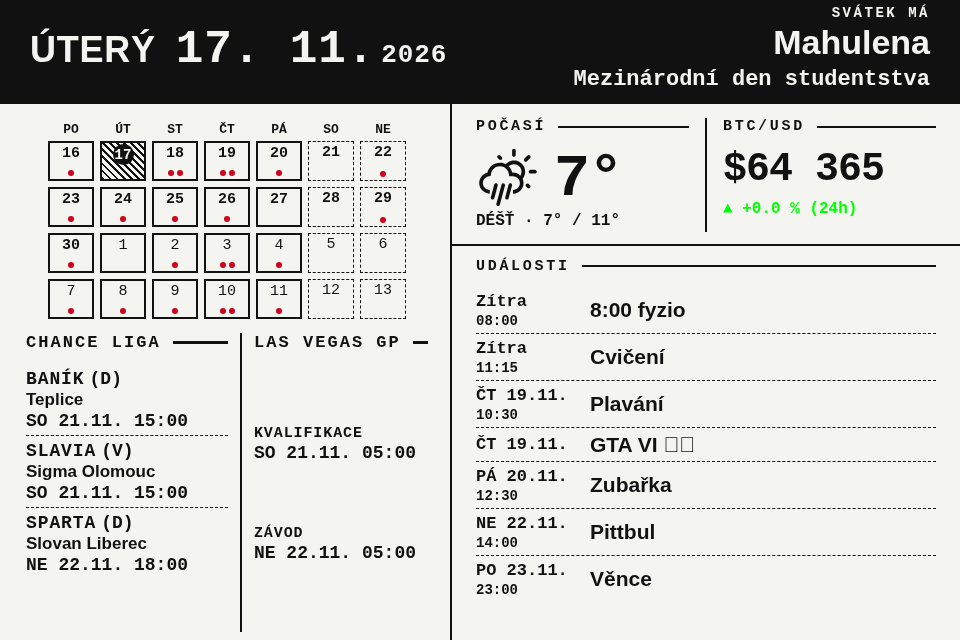 ÚTERÝ 17. 11. 2026
SVÁTEK MÁ
Mahulena
Mezinárodní den studentstva
PO ÚT ST ČT PÁ SO NE
16 17 18 19 20 21 22
23 24 25 26 27 28 29
30 1 2 3 4 5 6
7 8 9 10 11 12 13
CHANCE LIGA
BANÍK (D)
Teplice
SO 21.11. 15:00
SLAVIA (V)
Sigma Olomouc
SO 21.11. 15:00
SPARTA (D)
Slovan Liberec
NE 22.11. 18:00
LAS VEGAS GP
KVALIFIKACE
SO 21.11. 05:00
ZÁVOD
NE 22.11. 05:00
POČASÍ
7°
DÉŠŤ · 7° / 11°
BTC/USD
$64 365
▲ +0.0 % (24h)
UDÁLOSTI
Zítra
08:00
8:00 fyzio
Zítra
11:15
Cvičení
ČT 19.11.
10:30
Plavání
ČT 19.11.
GTA VI
PÁ 20.11.
12:30
Zubařka
NE 22.11.
14:00
Pittbul
PO 23.11.
23:00
Věnce